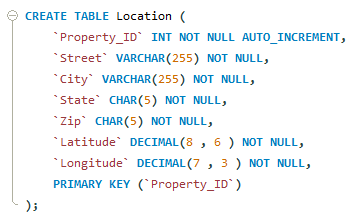 CREATE TABLE Location (
`Property_ID` INT NOT NULL AUTO_INCREMENT,
`Street` VARCHAR(255) NOT NULL,
`City` VARCHAR(255) NOT NULL,
`State` CHAR(5) NOT NULL,
`Zip` CHAR(5) NOT NULL,
`Latitude` DECIMAL(8 , 6 ) NOT NULL,
`Longitude` DECIMAL(7 , 3 ) NOT NULL,
PRIMARY KEY (`Property_ID`)
);